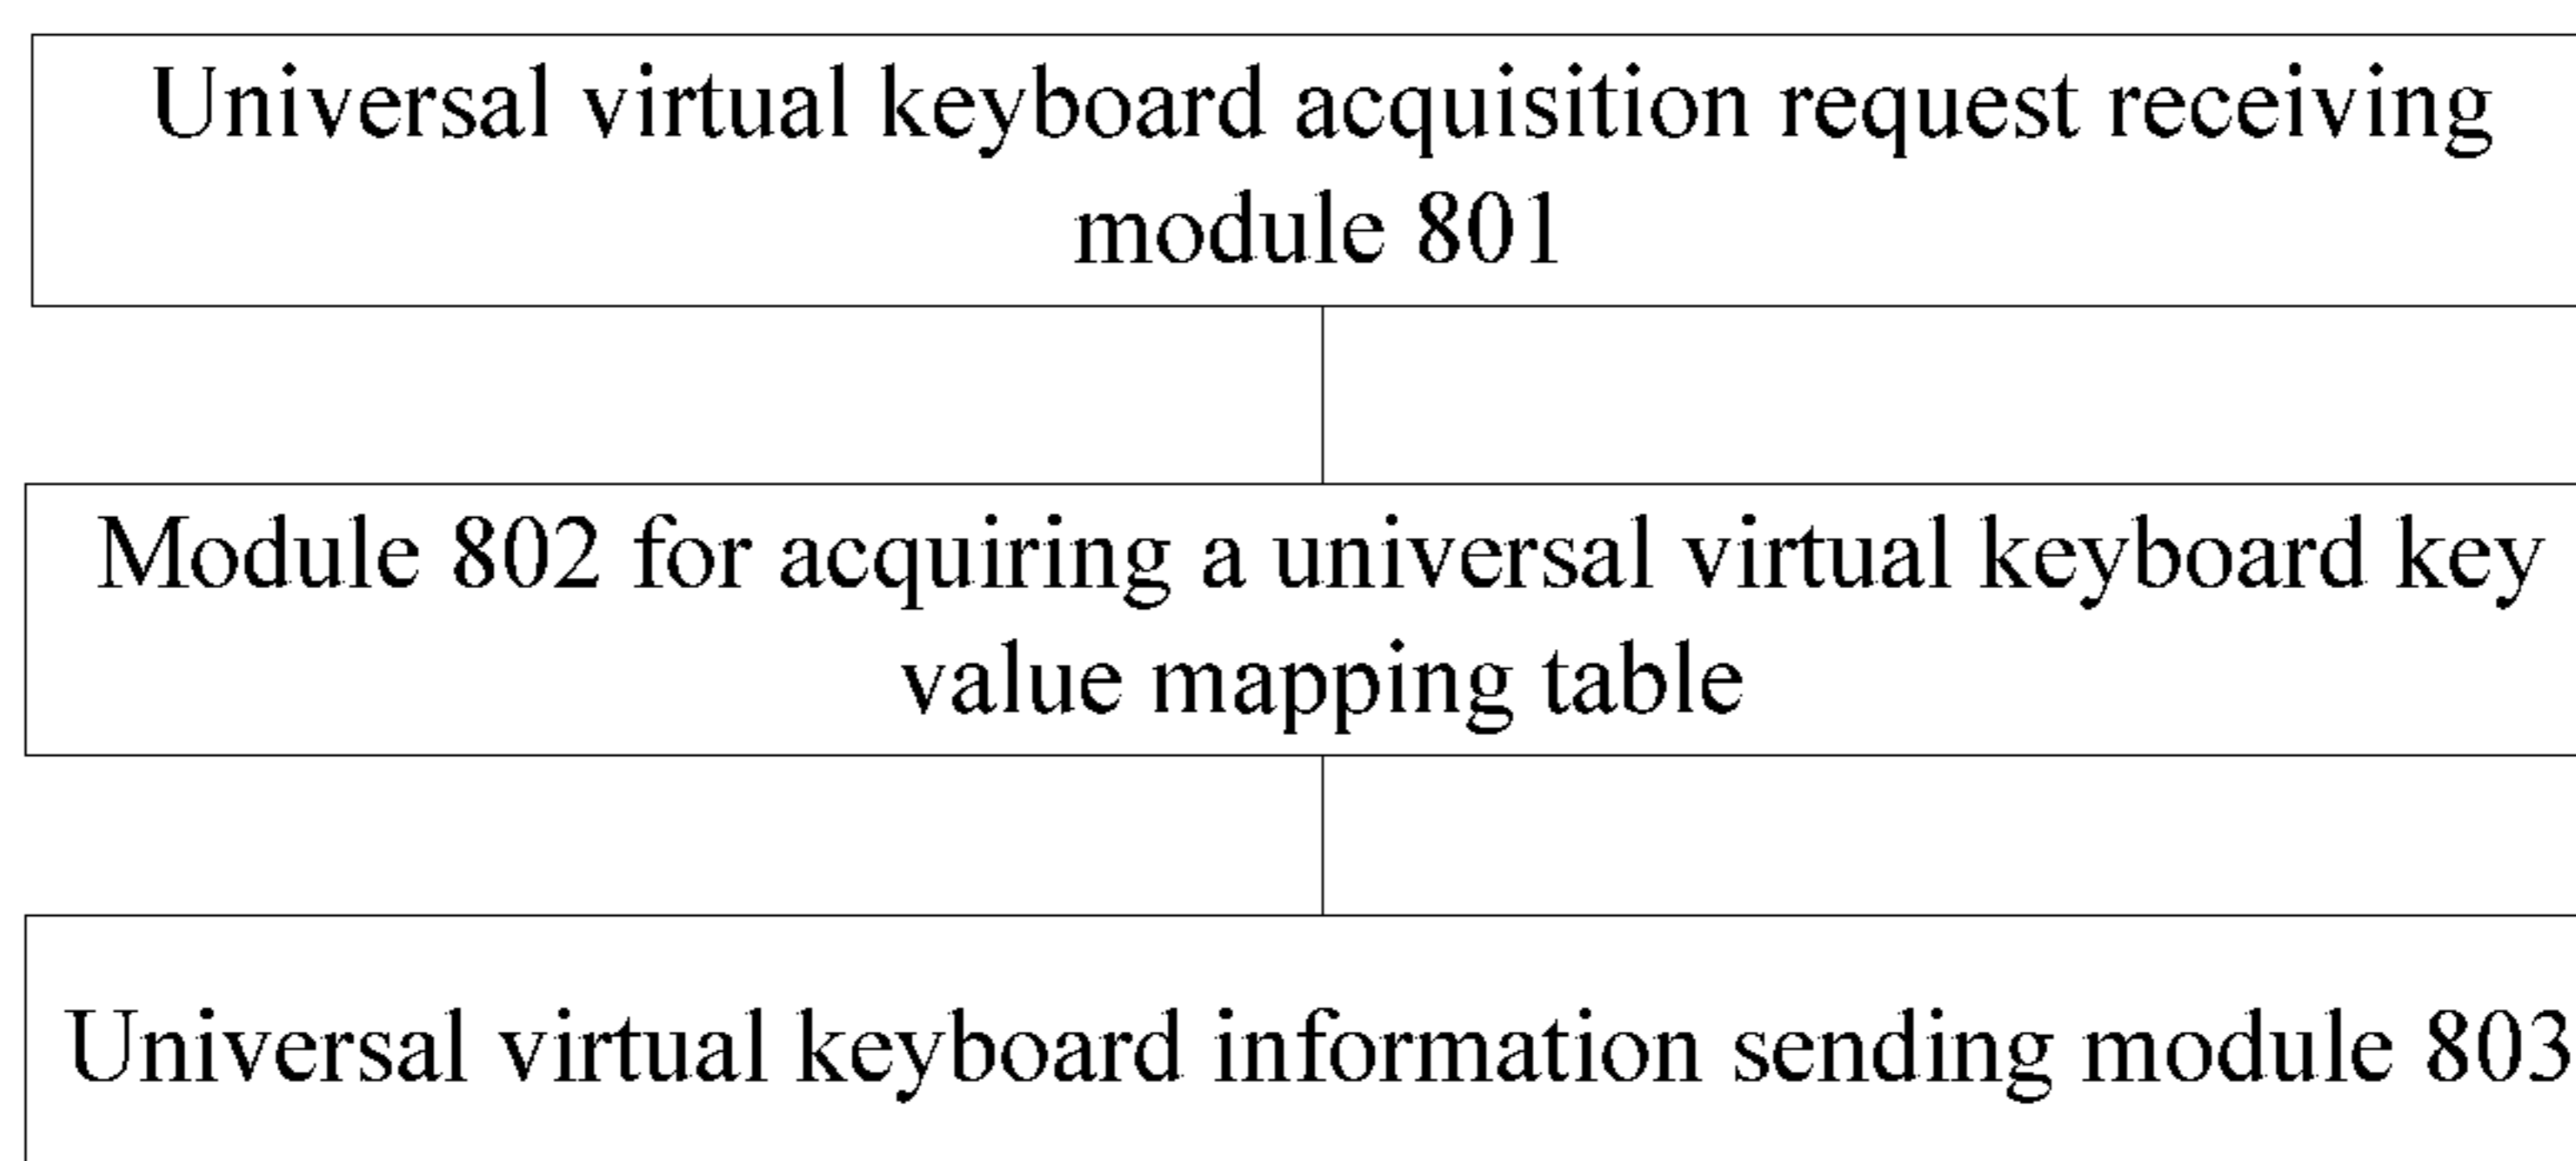 Universal virtual keyboard acquisition request receiving
module 801
Module 802 for acquiring a universal virtual keyboard key
value mapping table
Universal virtual keyboard information sending module 803